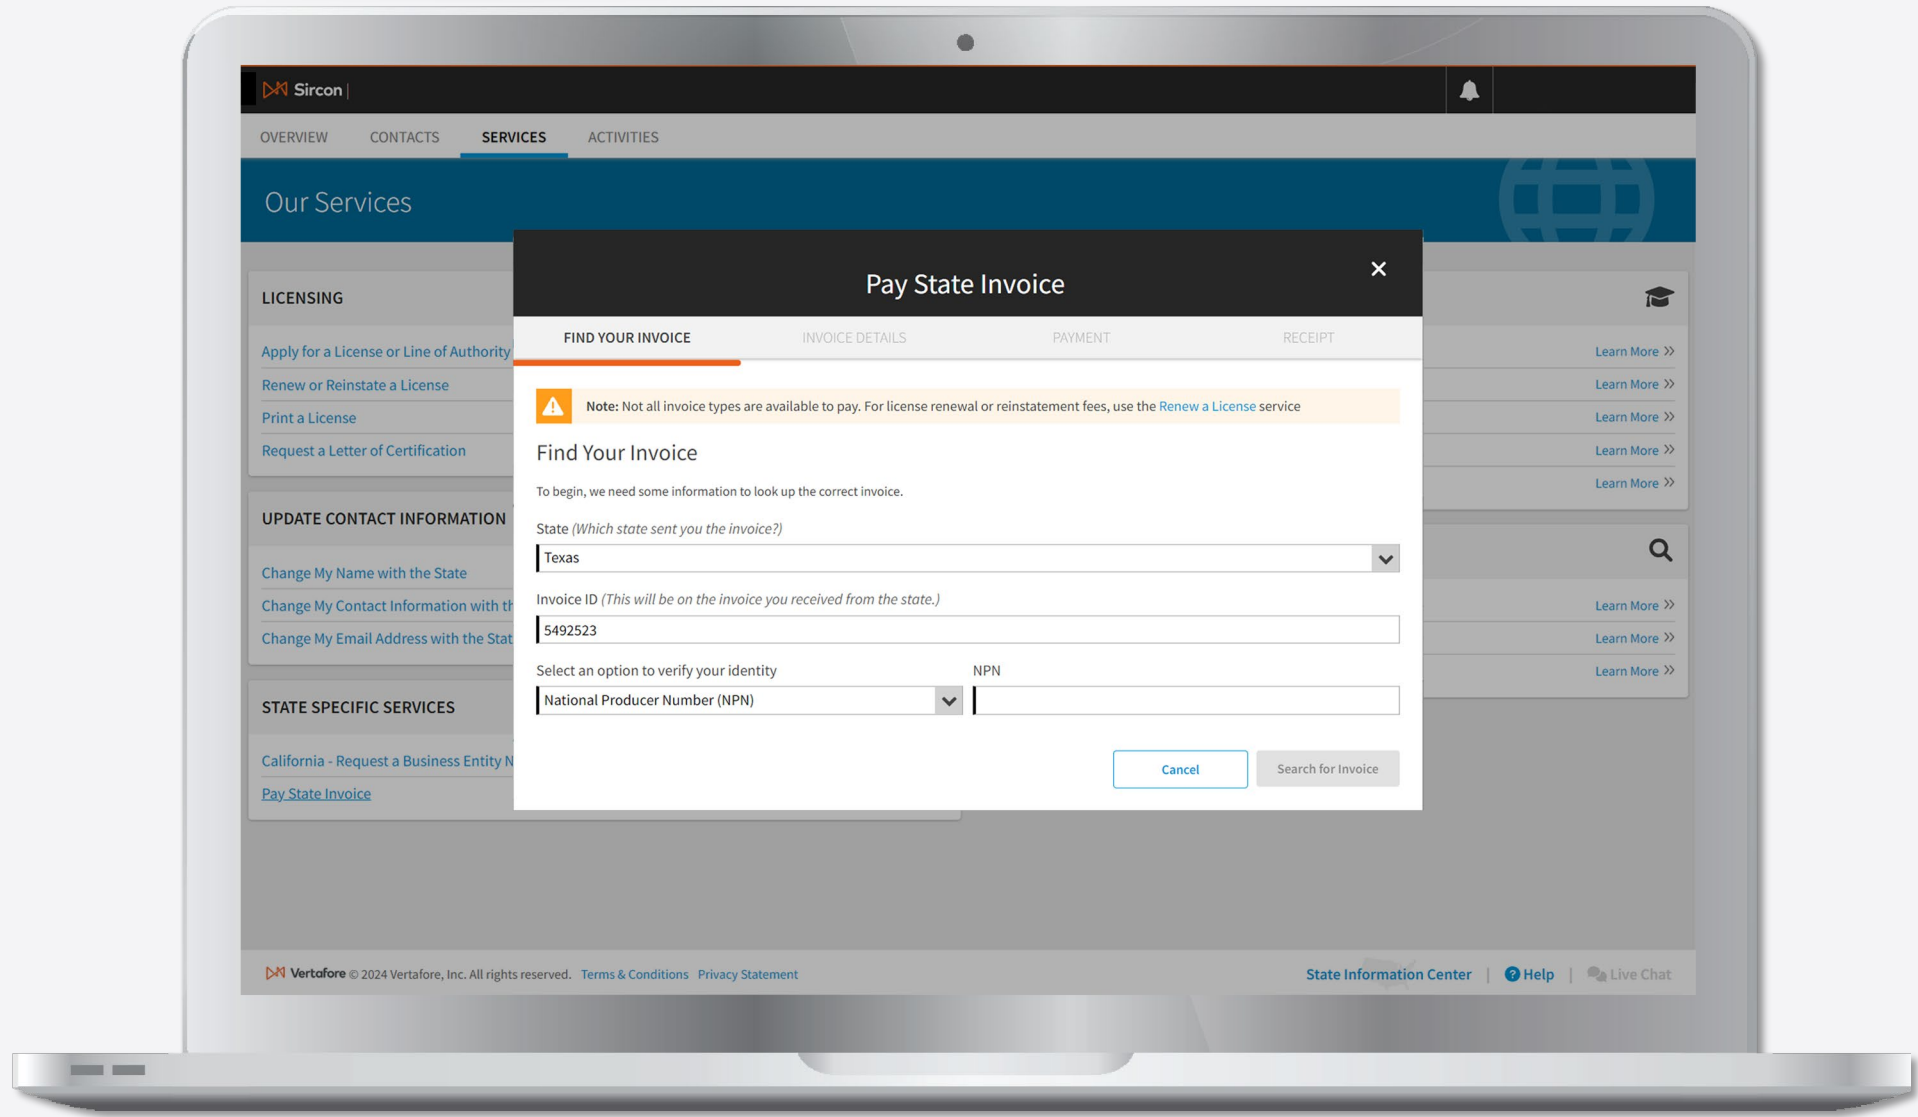 Sircon
OVERVIEW CONTACTS SERVICES ACTIVITIES
Our Services
Pay State Invoice
FIND YOUR INVOICE INVOICE DETAILS PAYMENT RECEIPT
Note: Not all invoice types are available to pay. For license renewal or reinstatement fees, use the Renew a License service
Find Your Invoice
To begin, we need some information to look up the correct invoice.
State (Which state sent you the invoice?)
Texas
Invoice ID (This will be on the invoice you received from the state.)
5492523
Select an option to verify your identity NPN
National Producer Number (NPN)
Cancel Search for Invoice
LICENSING
Apply for a License or Line of Authority
Renew or Reinstate a License
Print a License
Request a Letter of Certification
UPDATE CONTACT INFORMATION
Change My Name with the State
Change My Contact Information with
Change My Email Address with the
STATE SPECIFIC SERVICES
California - Request a Business Entity
Pay State Invoice
Learn More
Learn More
Learn More
Learn More
Learn More
Learn More
Learn More
Learn More
Vertafore © 2024 Vertafore, Inc. All rights reserved. Terms & Conditions Privacy Statement
State Information Center | Help | Live Chat